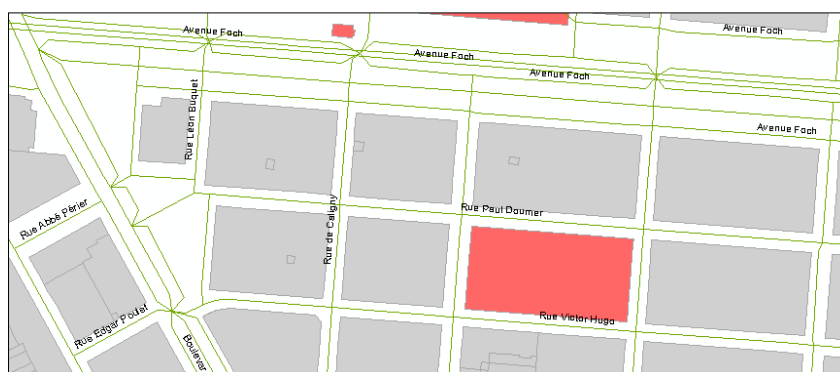 Avenue Foch
Avenue Foch
Avenue Foch
Avenue Foch
Avenue Foch
Rue Léon Buquet
Rue de Caligny
Rue Paul Doumer
Rue Abbé Périer
Rue Edgar Poulet
Rue Victor Hugo
Boulevar